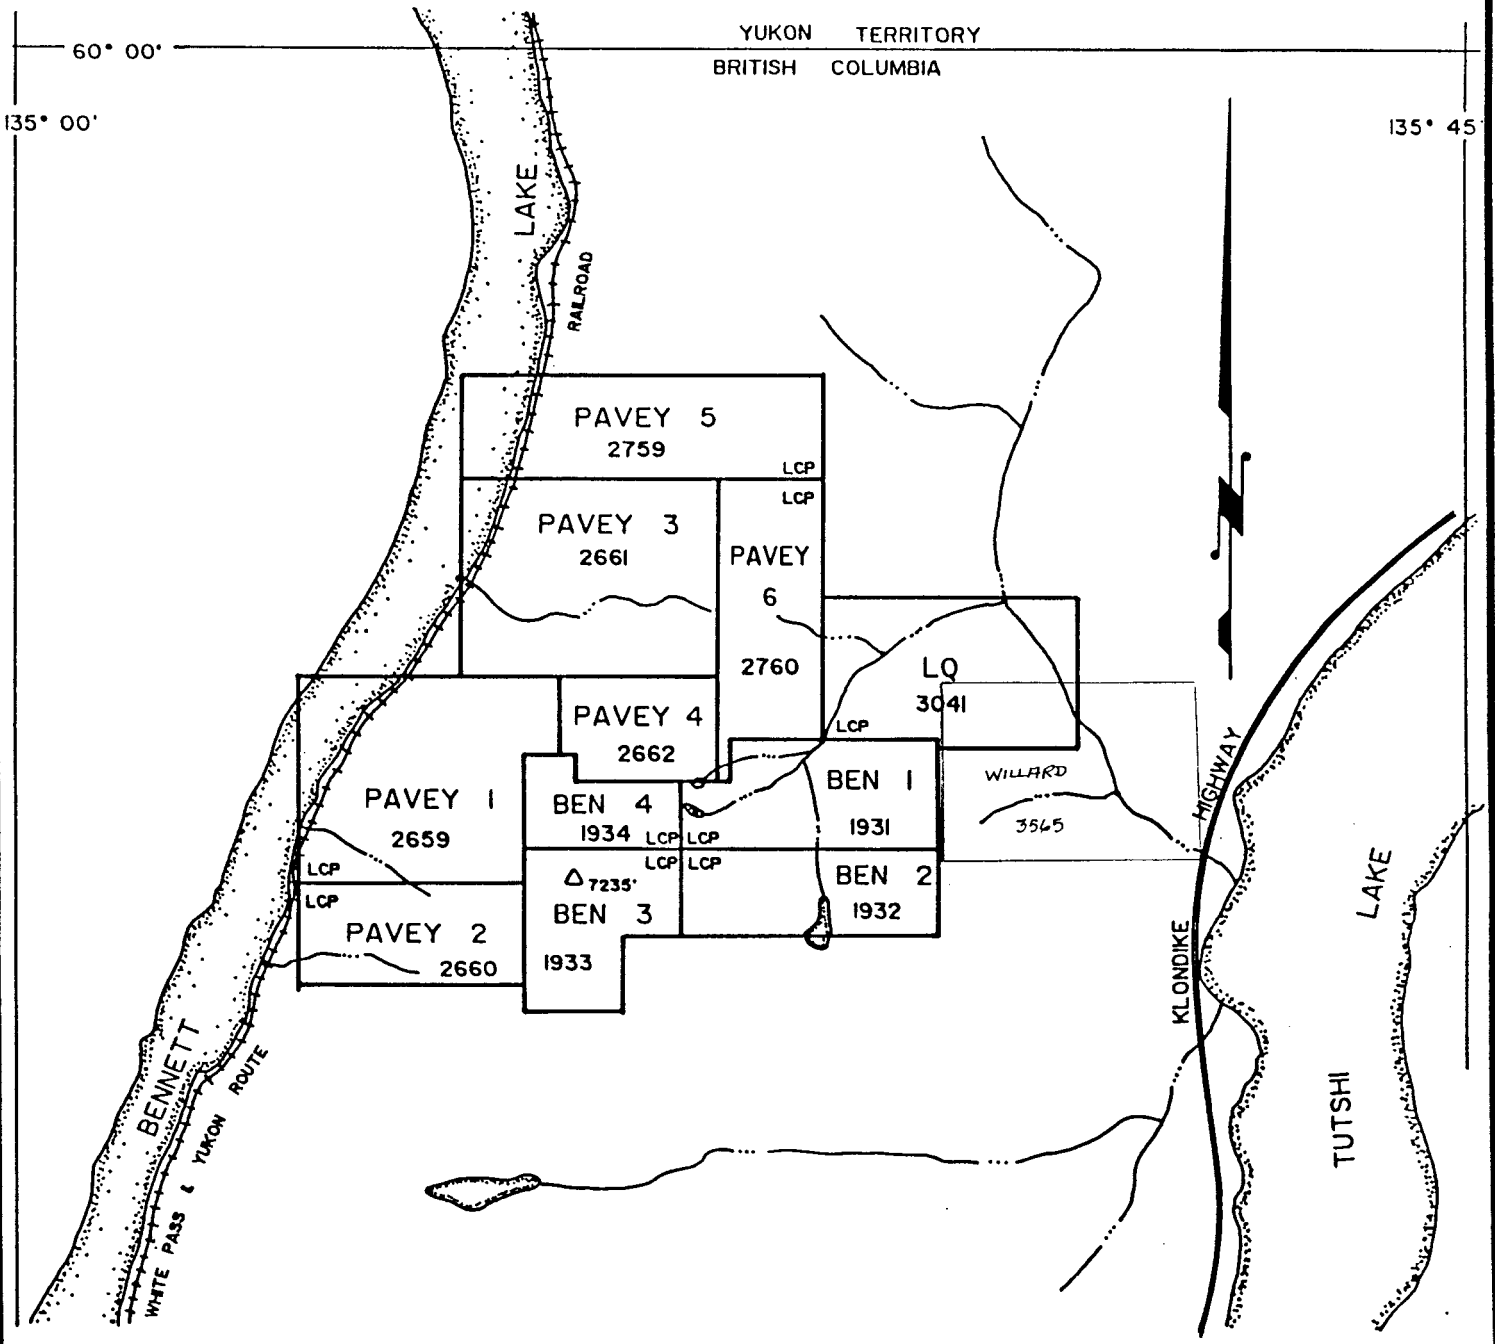 YUKON TERRITORY
60° 00'
BRITISH COLUMBIA
135° 00'
135° 45'
LAKE
RAILROAD
PAVEY 5
2759
LCP
LCP
PAVEY 3
2661
PAVEY
6
2760
LQ
3041
LCP
PAVEY 4
2662
WILLARD
3565
HIGHWAY
PAVEY 1
2659
LCP
BEN 4
1934 LCP
LCP
BEN 1
1931
LCP
7235'
BEN 3
1933
LCP
BEN 2
1932
LCP
PAVEY 2
2660
KLONDIKE
LAKE
TUTSHI
BENNETT
WHITE PASS & YUKON ROUTE